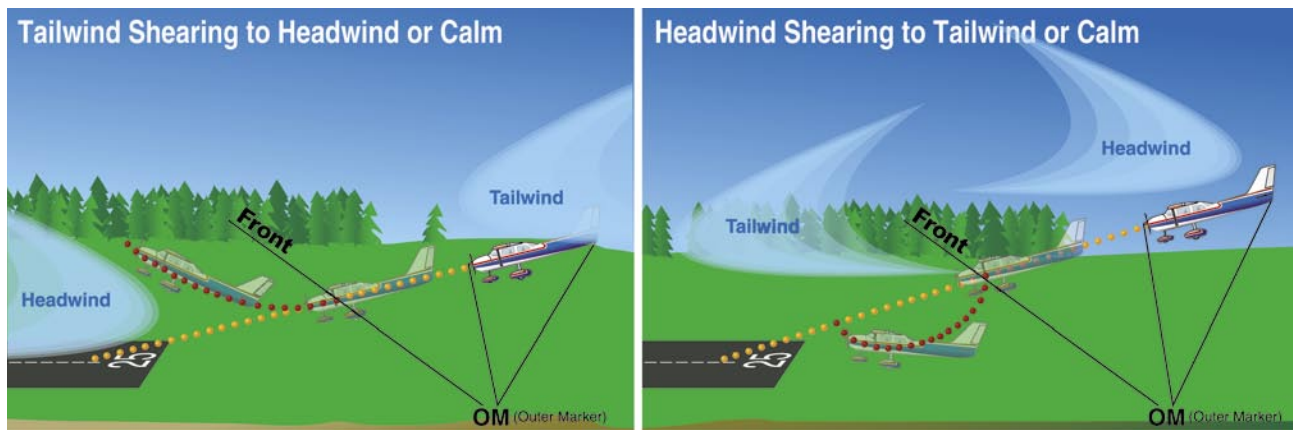 Tailwind Shearing to Headwind or Calm
Tailwind
Front
Headwind
25
OM (Outer Marker)
Headwind Shearing to Tailwind or Calm
Headwind
Tailwind
Front
25
OM (Outer Marker)